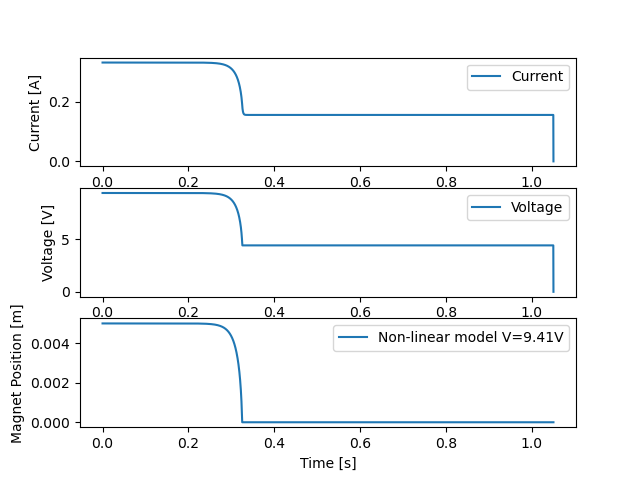 Current [A]
0.2
0.0
Current
0.0 0.2 0.4 0.6 0.8 1.0
Voltage [V]
5
0
Voltage
0.0 0.2 0.4 0.6 0.8 1.0
Magnet Position [m]
0.004
0.002
0.000
Non-linear model V=9.41V
0.0 0.2 0.4 0.6 0.8 1.0
Time [s]